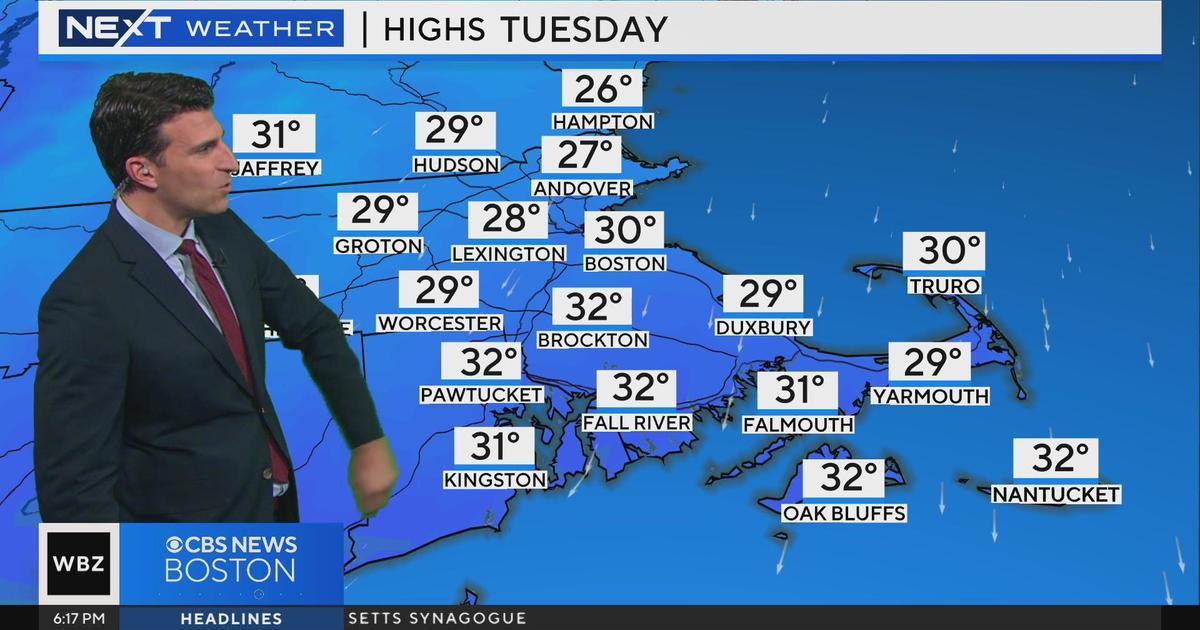 NEXT WEATHER | HIGHS TUESDAY
26°
HAMPTON
31°
JAFFREY
29°
HUDSON
27°
ANDOVER
29°
GROTON
28°
LEXINGTON
30°
BOSTON
30°
TRURO
29°
WORCESTER
32°
BROCKTON
29°
DUXBURY
32°
PAWTUCKET
32°
FALL RIVER
31°
FALMOUTH
29°
YARMOUTH
31°
KINGSTON
32°
OAK BLUFFS
32°
NANTUCKET
WBZ
CBS NEWS
BOSTON
6:17 PM HEADLINES SETTS SYNAGOGUE